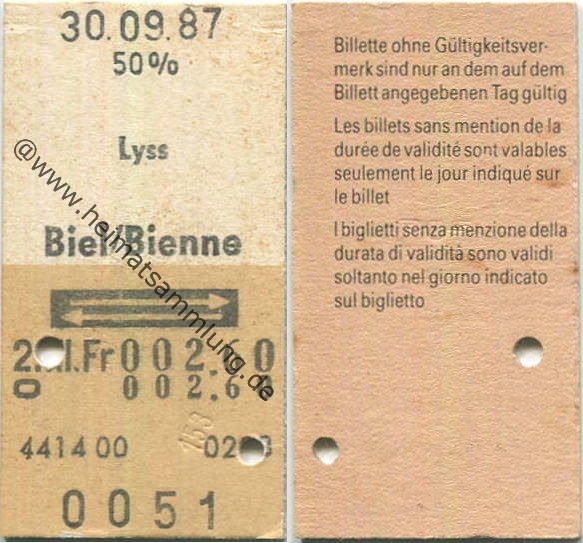 30.09.87
50%
Lyss
Biel/Bienne
2.Kl.Fr 002.60
0 002.60
153
441400
0051
Billette ohne Gültigkeitsver-
merk sind nur an dem auf dem
Billett angegebenen Tag gültig
Les billets sans mention de la
durée de validité sont valables
seulement le jour indiqué sur
le billet
I biglietti senza menzione della
durata di validità sono validi
soltanto nel giorno indicato
sul biglietto
@www.heimatsammlung.de